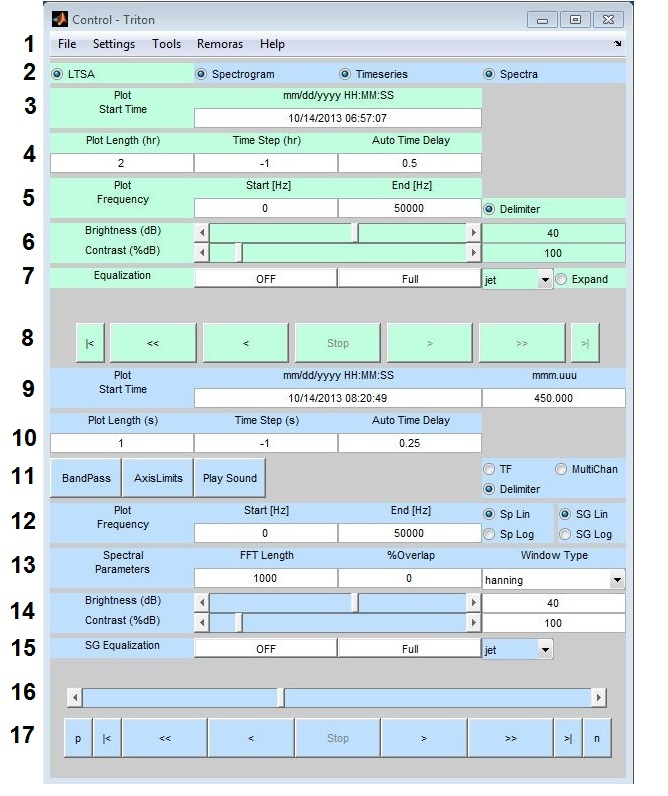 Control - Triton
1 File Settings Tools Remoras Help
2 LTSA Spectrogram Timeseries Spectra
Plot mm/dd/yyyy HH:MM:SS
3 Start Time
10/14/2013 06:57:07
Plot Length (hr) Time Step (hr) Auto Time Delay
4
2 -1 0.5
Plot Start [Hz] End [Hz]
5 Frequency
0 50000 Delimiter
Brightness (dB) 40
6
Contrast (%dB) 100
7 Equalization OFF Full jet Expand
8 |< << < Stop > >> >|
Plot mm/dd/yyyy HH:MM:SS mmm.uuu
9 Start Time
10/14/2013 08:20:49 450.000
Plot Length (s) Time Step (s) Auto Time Delay
10
1 -1 0.25
TF MultiChan
11 BandPass AxisLimits Play Sound
Delimiter
Plot Start [Hz] End [Hz] Sp Lin SG Lin
12 Frequency
0 50000 Sp Log SG Log
Spectral FFT Length %Overlap Window Type
13 Parameters
1000 0 hanning
Brightness (dB) 40
14
Contrast (%dB) 100
15 SG Equalization OFF Full jet
16
17 p |< << < Stop > >> >| n